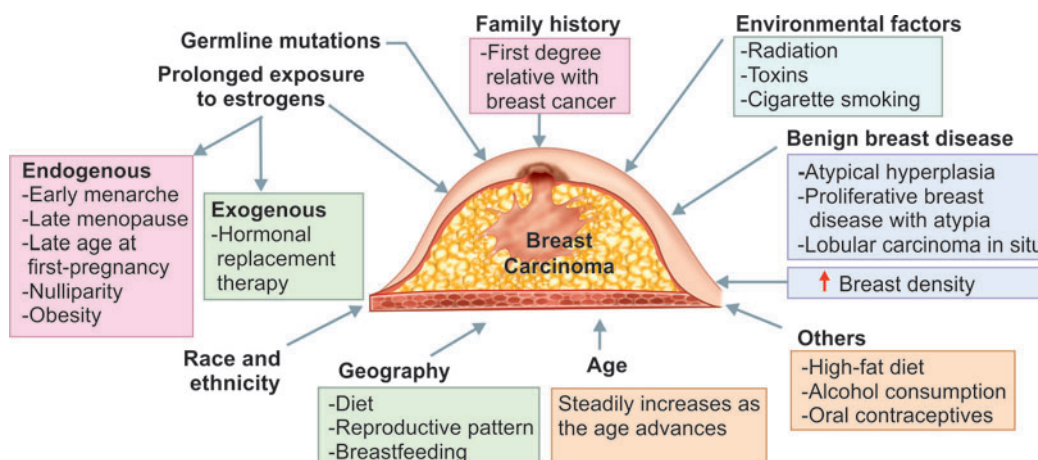 Germline mutations
Prolonged exposure
to estrogens
Endogenous
-Early menarche
-Late menopause
-Late age at
first-pregnancy
-Nulliparity
-Obesity
Exogenous
-Hormonal
replacement
therapy
Family history
-First degree
relative with
breast cancer
Environmental factors
-Radiation
-Toxins
-Cigarette smoking
Benign breast disease
-Atypical hyperplasia
-Proliferative breast
disease with atypia
-Lobular carcinoma in situ
↑ Breast density
Breast
Carcinoma
Race and
ethnicity
Geography
-Diet
-Reproductive pattern
-Breastfeeding
Age
Steadily increases as
the age advances
Others
-High-fat diet
-Alcohol consumption
-Oral contraceptives